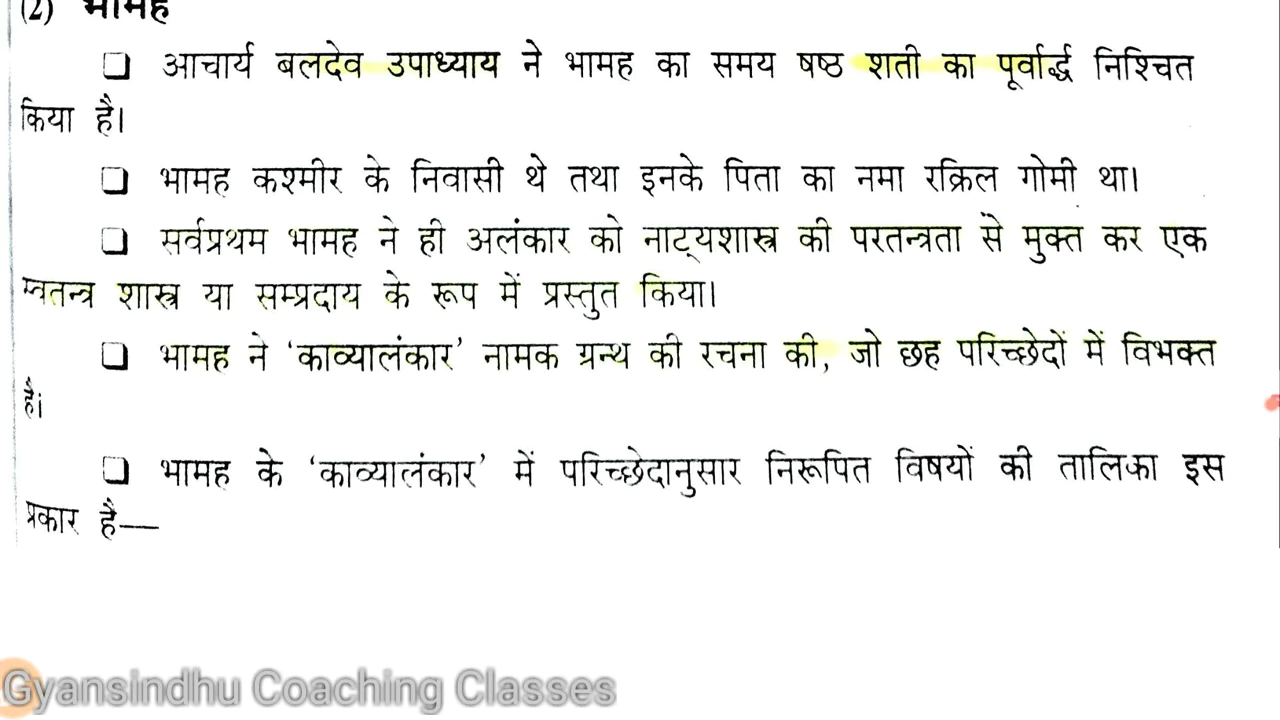 (2) भामह
❑ आचार्य बलदेव उपाध्याय ने भामह का समय षष्ठ शती का पूर्वार्द्ध निश्चित
किया है।
❑ भामह कश्मीर के निवासी थे तथा इनके पिता का नमा रक्रिल गोमी था।
❑ सर्वप्रथम भामह ने ही अलंकार को नाट्यशास्त्र की परतन्त्रता से मुक्त कर एक
स्वतन्त्र शास्त्र या सम्प्रदाय के रूप में प्रस्तुत किया।
❑ भामह ने ‘काव्यालंकार’ नामक ग्रन्थ की रचना की, जो छह परिच्छेदों में विभक्त
है।
❑ भामह के ‘काव्यालंकार’ में परिच्छेदानुसार निरूपित विषयों की तालिका इस
प्रकार है—
Gyansindhu Coaching Classes